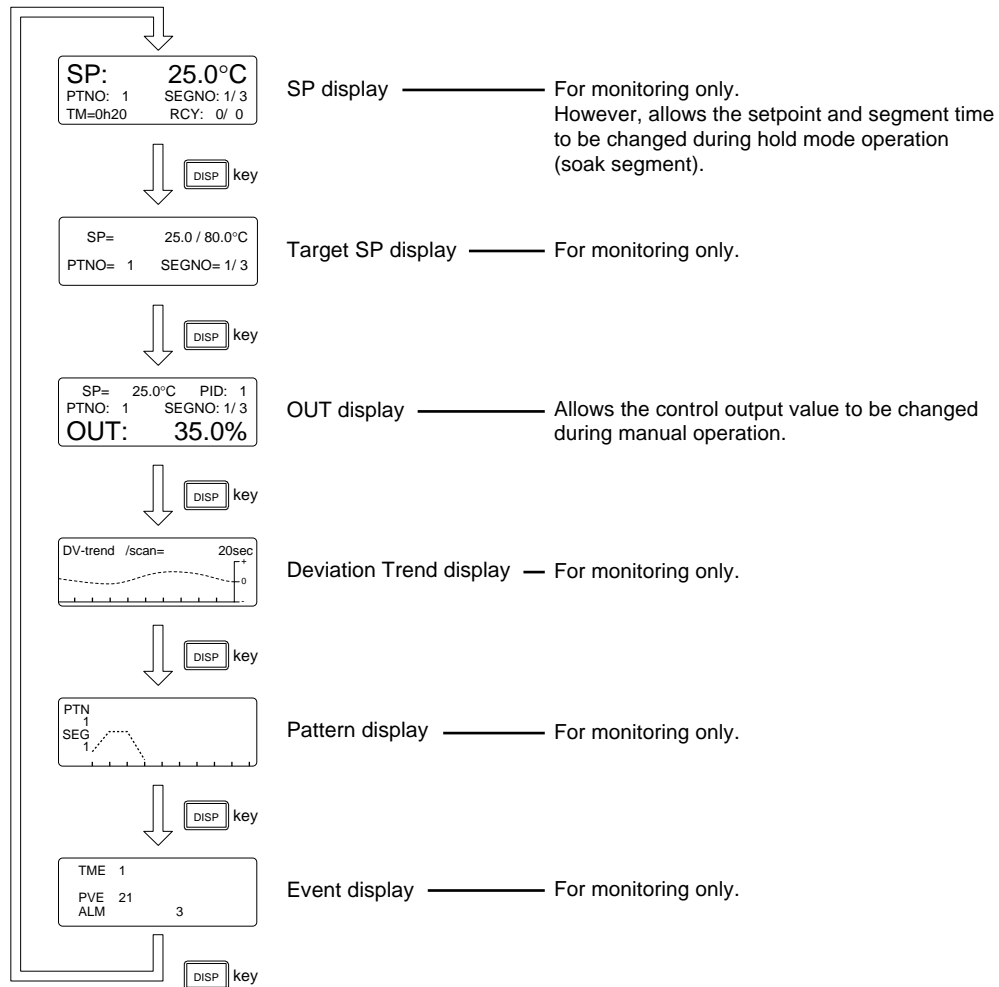 SP: 25.0°C
PTNO: 1 SEGNO: 1/ 3
TM=0h20 RCY: 0/ 0
SP display
For monitoring only.
However, allows the setpoint and segment time
to be changed during hold mode operation
(soak segment).
DISP key
SP= 25.0 / 80.0°C
PTNO= 1 SEGNO= 1/ 3
Target SP display
For monitoring only.
DISP key
SP= 25.0°C PID: 1
PTNO: 1 SEGNO: 1/ 3
OUT: 35.0%
OUT display
Allows the control output value to be changed
during manual operation.
DISP key
DV-trend /scan= 20sec
+
0
-
Deviation Trend display
For monitoring only.
DISP key
PTN
1
SEG
1
Pattern display
For monitoring only.
DISP key
TME 1
PVE 21
ALM 3
Event display
For monitoring only.
DISP key